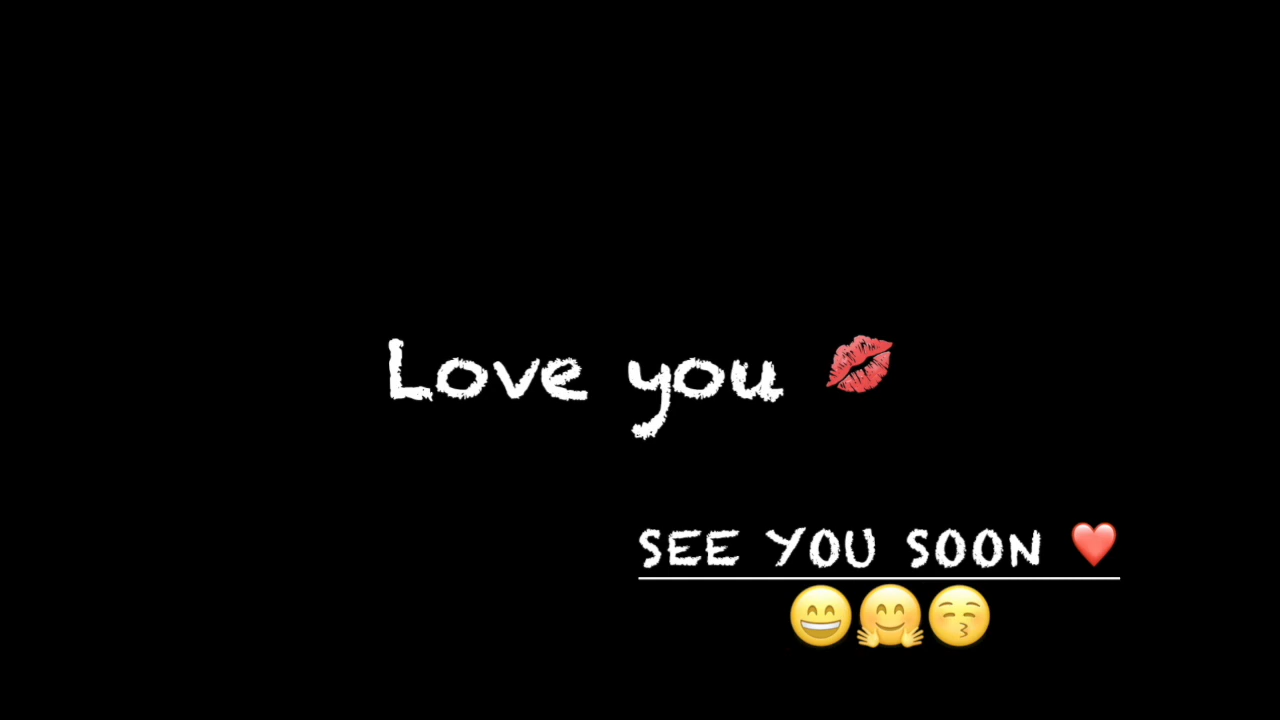 Love you 💋
SEE YOU SOON ❤️
😄🤗😚